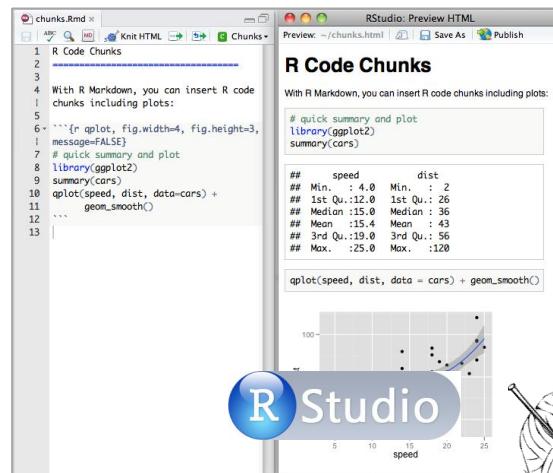 chunks.Rmd
ABC MD Knit HTML Chunks
1 R Code Chunks
2 ===================================
3
4 With R Markdown, you can insert R code
chunks including plots:
5
6 ```{r qplot, fig.width=4, fig.height=3,
message=FALSE}
7 # quick summary and plot
8 library(ggplot2)
9 summary(cars)
10 qplot(speed, dist, data=cars) +
11 geom_smooth()
12 ```
13
RStudio: Preview HTML
Preview: ~/chunks.html Save As Publish
R Code Chunks
With R Markdown, you can insert R code chunks including plots:
# quick summary and plot
library(ggplot2)
summary(cars)
## speed dist
## Min. : 4.0 Min. : 2
## 1st Qu.:12.0 1st Qu.: 26
## Median :15.0 Median : 36
## Mean :15.4 Mean : 43
## 3rd Qu.:19.0 3rd Qu.: 56
## Max. :25.0 Max. :120
qplot(speed, dist, data = cars) + geom_smooth()
100
R Studio
5 10 15 20 25
speed